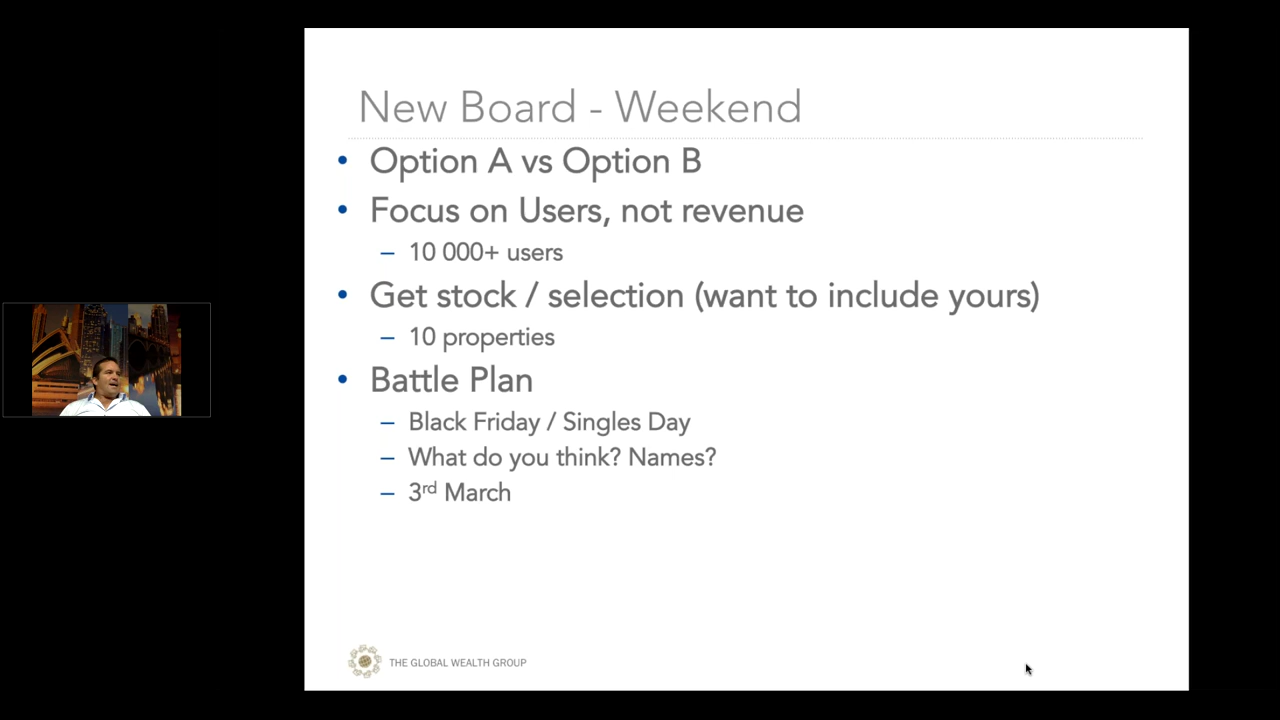 New Board - Weekend
• Option A vs Option B
• Focus on Users, not revenue
– 10 000+ users
• Get stock / selection (want to include yours)
– 10 properties
• Battle Plan
– Black Friday / Singles Day
– What do you think? Names?
– 3rd March
THE GLOBAL WEALTH GROUP